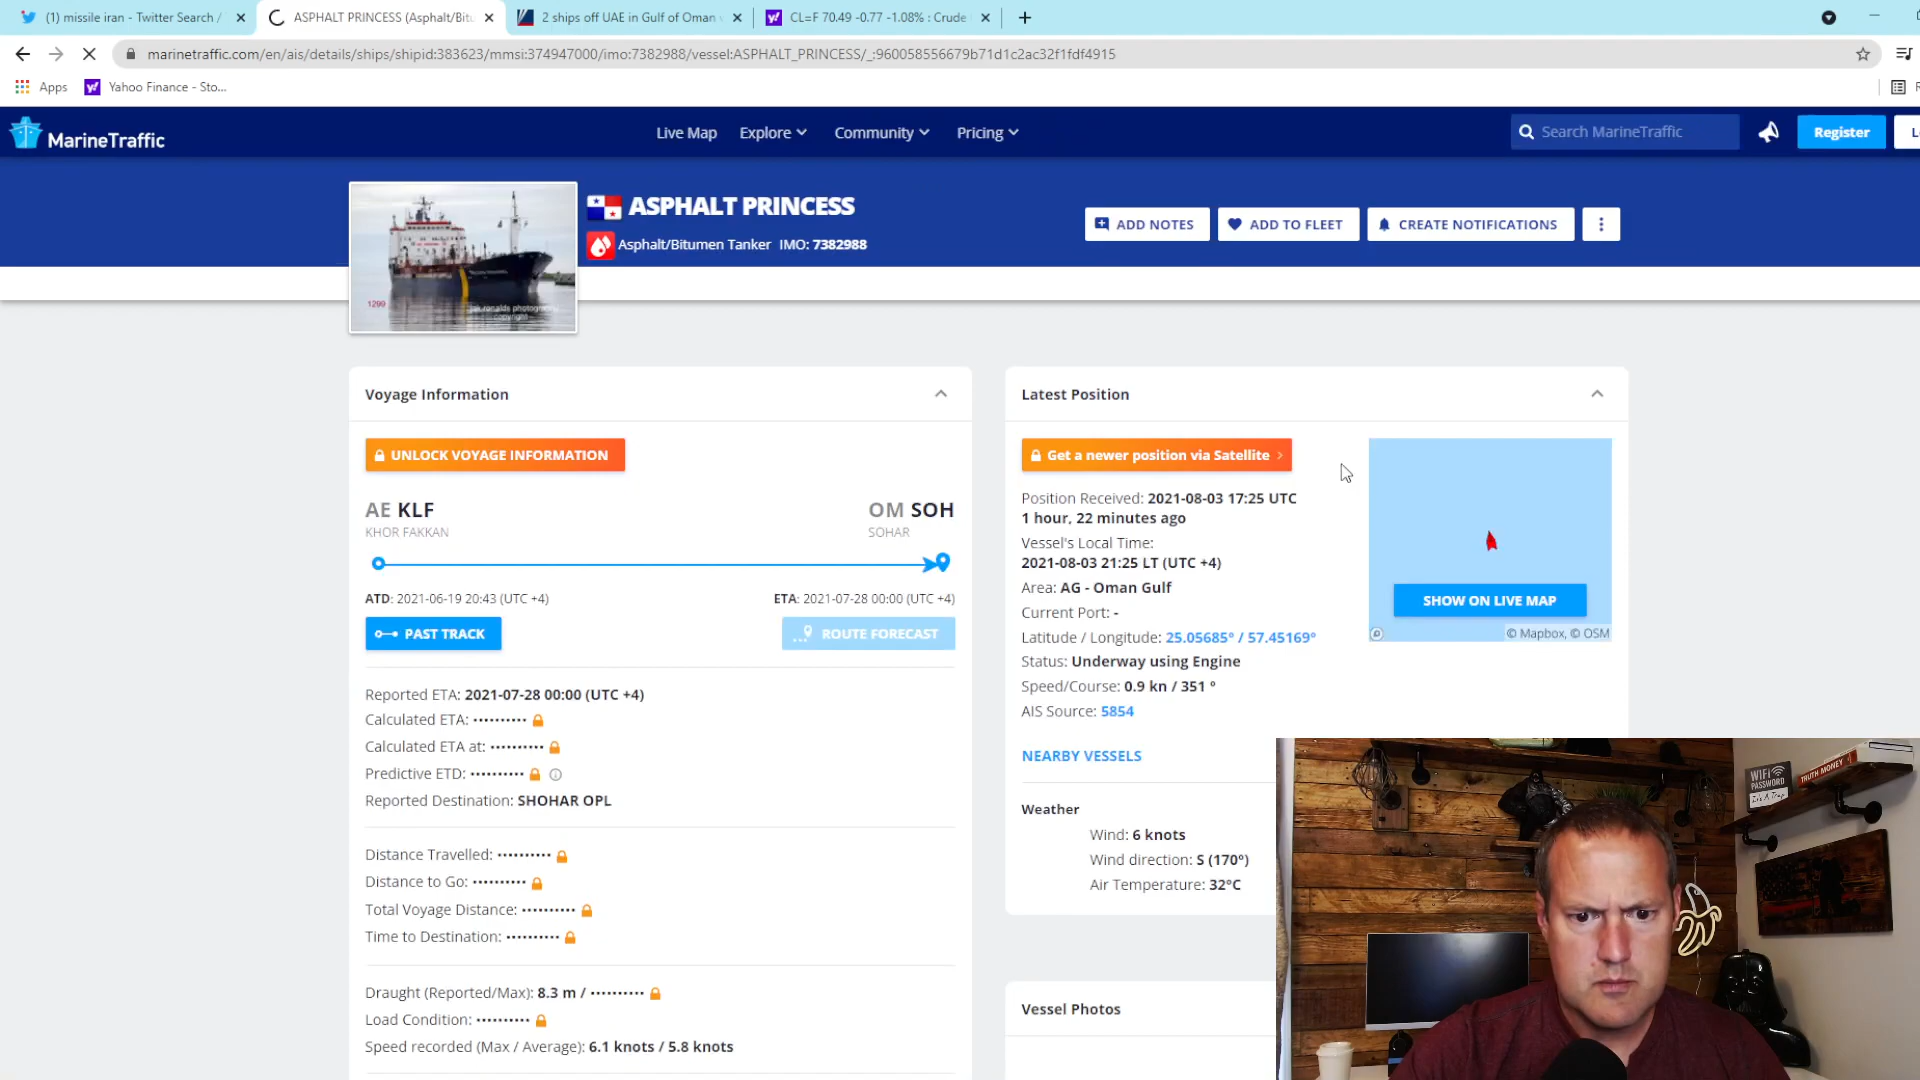 (1) missile iran - Twitter Search /
ASPHALT PRINCESS (Asphalt/Bitu
2 ships off UAE in Gulf of Oman
CL=F 70.49 -0.77 -1.08% : Crude
marinetraffic.com/en/ais/details/ships/shipid:383623/mmsi:374947000/imo:7382988/vessel:ASPHALT_PRINCESS/_:960058556679b71d1c2ac32f1fdf4915
Apps
Yahoo Finance - Sto...
MarineTraffic
Live Map
Explore
Community
Pricing
Search MarineTraffic
Register
ASPHALT PRINCESS
Asphalt/Bitumen Tanker IMO: 7382988
ADD NOTES
ADD TO FLEET
CREATE NOTIFICATIONS
1299
Voyage Information
UNLOCK VOYAGE INFORMATION
AE KLF
KHOR FAKKAN
OM SOH
SOHAR
ATD: 2021-06-19 20:43 (UTC +4)
ETA: 2021-07-28 00:00 (UTC +4)
PAST TRACK
ROUTE FORECAST
Reported ETA: 2021-07-28 00:00 (UTC +4)
Calculated ETA: ••••••••••
Calculated ETA at: ••••••••••
Predictive ETD: ••••••••••
Reported Destination: SHOHAR OPL
Distance Travelled: ••••••••••
Distance to Go: ••••••••••
Total Voyage Distance: ••••••••••
Time to Destination: ••••••••••
Draught (Reported/Max): 8.3 m / ••••••••••
Load Condition: ••••••••••
Speed recorded (Max / Average): 6.1 knots / 5.8 knots
Latest Position
Get a newer position via Satellite
Position Received: 2021-08-03 17:25 UTC
1 hour, 22 minutes ago
Vessel's Local Time:
2021-08-03 21:25 LT (UTC +4)
Area: AG - Oman Gulf
Current Port: -
Latitude / Longitude: 25.05685° / 57.45169°
Status: Underway using Engine
Speed/Course: 0.9 kn / 351 °
AIS Source: 5854
SHOW ON LIVE MAP
© Mapbox, © OSM
NEARBY VESSELS
Weather
Wind: 6 knots
Wind direction: S (170°)
Air Temperature: 32°C
Vessel Photos
WIFI
PASSWORD
It's A Trap
TRUTH MONEY